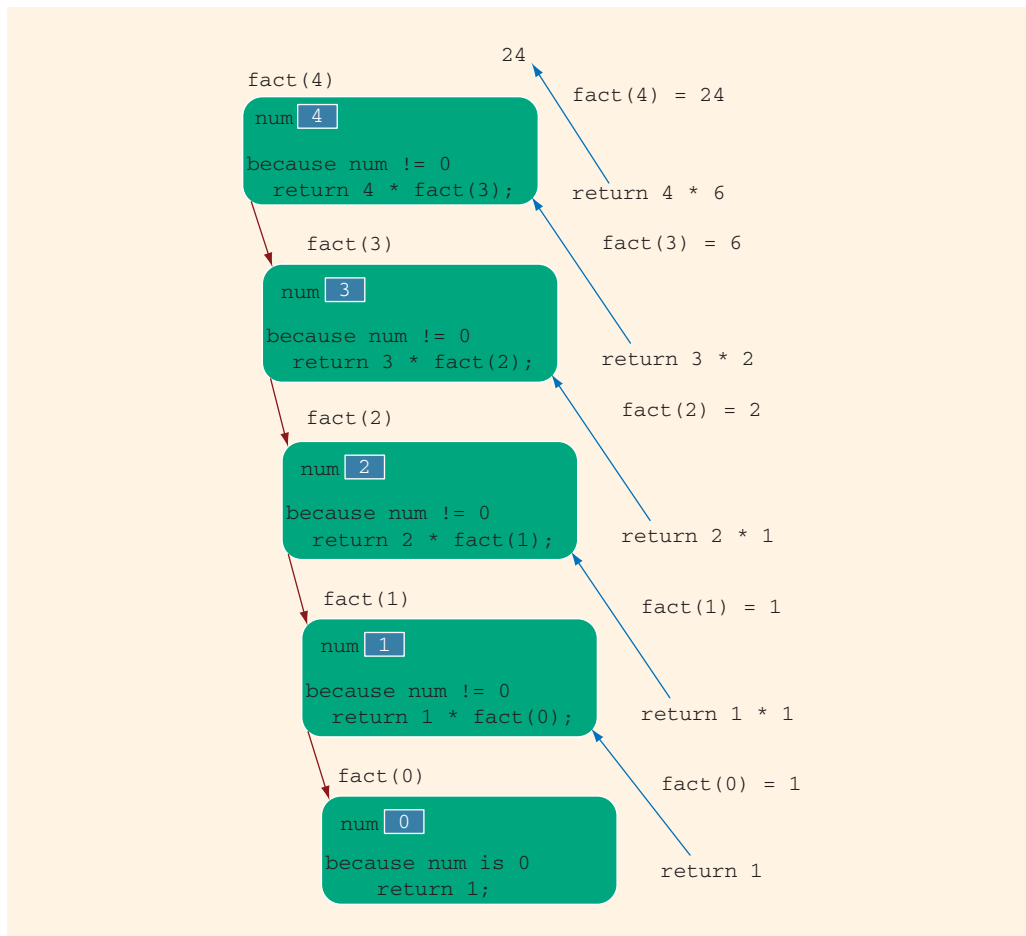 24
fact(4)
fact(4) = 24
num 4
because num != 0
return 4 * fact(3);
return 4 * 6
fact(3)
fact(3) = 6
num 3
because num != 0
return 3 * fact(2);
return 3 * 2
fact(2)
fact(2) = 2
num 2
because num != 0
return 2 * fact(1);
return 2 * 1
fact(1)
fact(1) = 1
num 1
because num != 0
return 1 * fact(0);
return 1 * 1
fact(0)
fact(0) = 1
num 0
because num is 0
return 1;
return 1